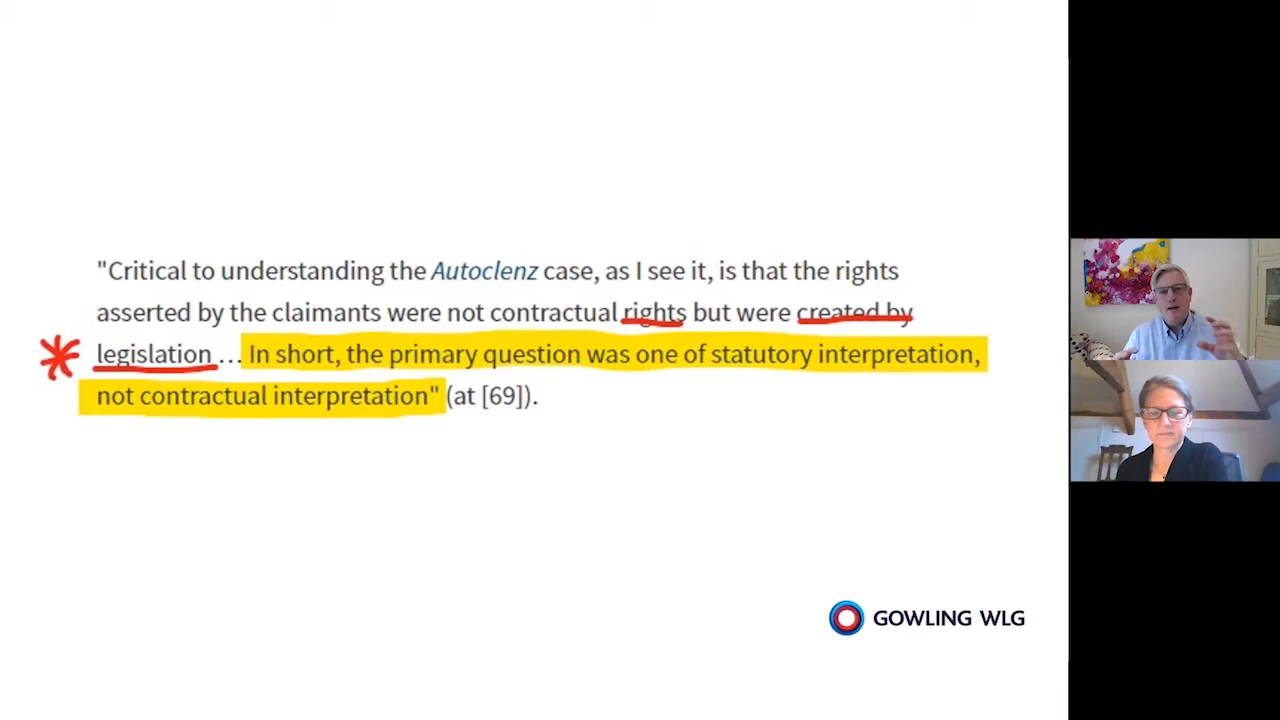 "Critical to understanding the Autoclenz case, as I see it, is that the rights
asserted by the claimants were not contractual rights but were created by
legislation … In short, the primary question was one of statutory interpretation,
not contractual interpretation" (at [69]).
GOWLING WLG